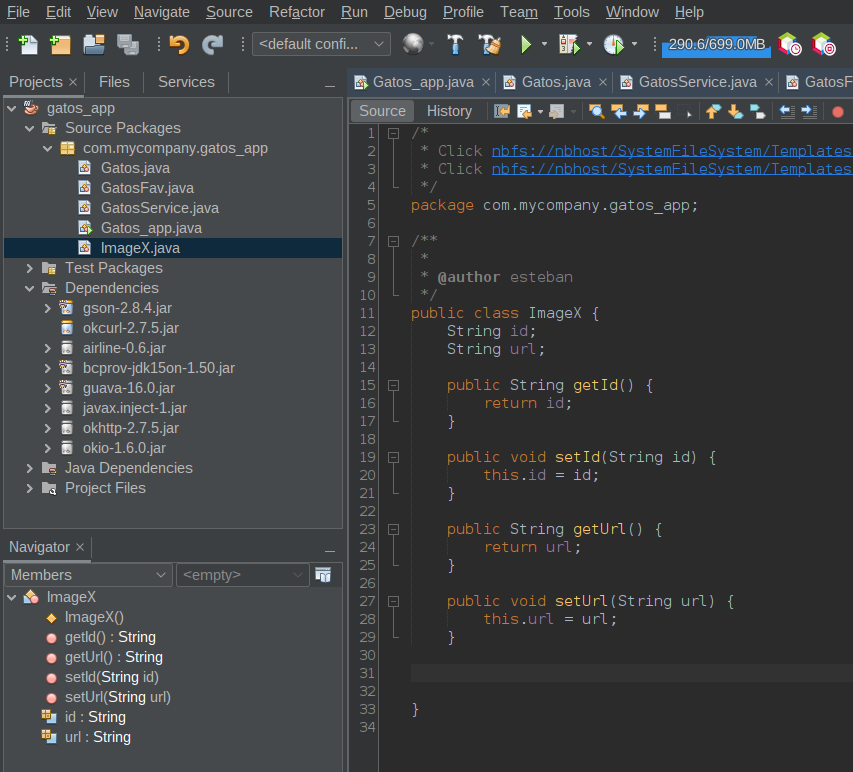 File Edit View Navigate Source Refactor Run Debug Profile Team Tools Window Help
<default confi... 290.6/699.0MB
Projects Files Services
gatos_app
Source Packages
com.mycompany.gatos_app
Gatos.java
GatosFav.java
GatosService.java
Gatos_app.java
ImageX.java
Test Packages
Dependencies
gson-2.8.4.jar
okcurl-2.7.5.jar
airline-0.6.jar
bcprov-jdk15on-1.50.jar
guava-16.0.jar
javax.inject-1.jar
okhttp-2.7.5.jar
okio-1.6.0.jar
Java Dependencies
Project Files
Navigator
Members <empty>
ImageX
ImageX()
getId() : String
getUrl() : String
setId(String id)
setUrl(String url)
id : String
url : String
Gatos_app.java Gatos.java GatosService.java GatosF
Source History
1 /*
2 * Click nbfs://nbhost/SystemFileSystem/Templates
3 * Click nbfs://nbhost/SystemFileSystem/Templates
4 */
5 package com.mycompany.gatos_app;
6
7 /**
8 *
9 * @author esteban
10 */
11 public class ImageX {
12 String id;
13 String url;
14
15 public String getId() {
16 return id;
17 }
18
19 public void setId(String id) {
20 this.id = id;
21 }
22
23 public String getUrl() {
24 return url;
25 }
26
27 public void setUrl(String url) {
28 this.url = url;
29 }
30
31
32
33 }
34